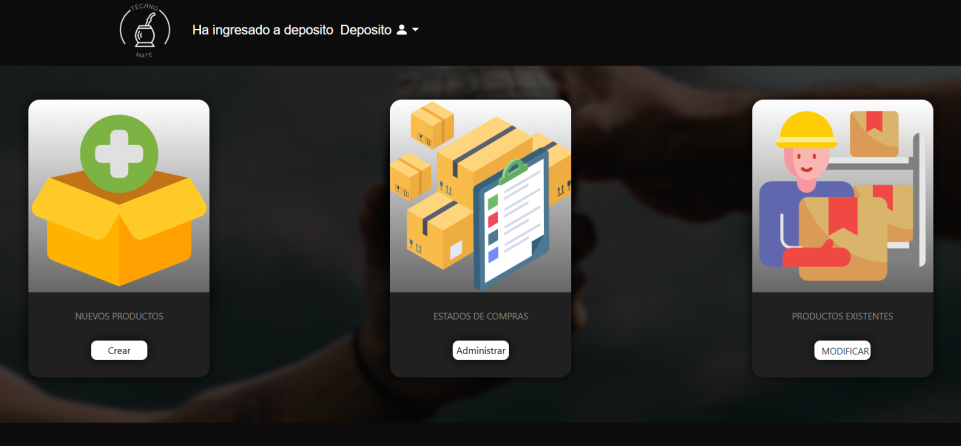 TECHNO
MATE
Ha ingresado a deposito Deposito
NUEVOS PRODUCTOS
Crear
ESTADOS DE COMPRAS
Administrar
PRODUCTOS EXISTENTES
MODIFICAR